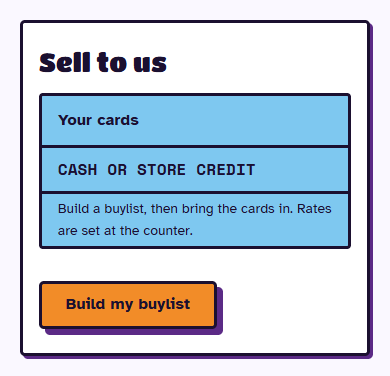 Sell to us
Your cards
CASH OR STORE CREDIT
Build a buylist, then bring the cards in. Rates
are set at the counter.
Build my buylist